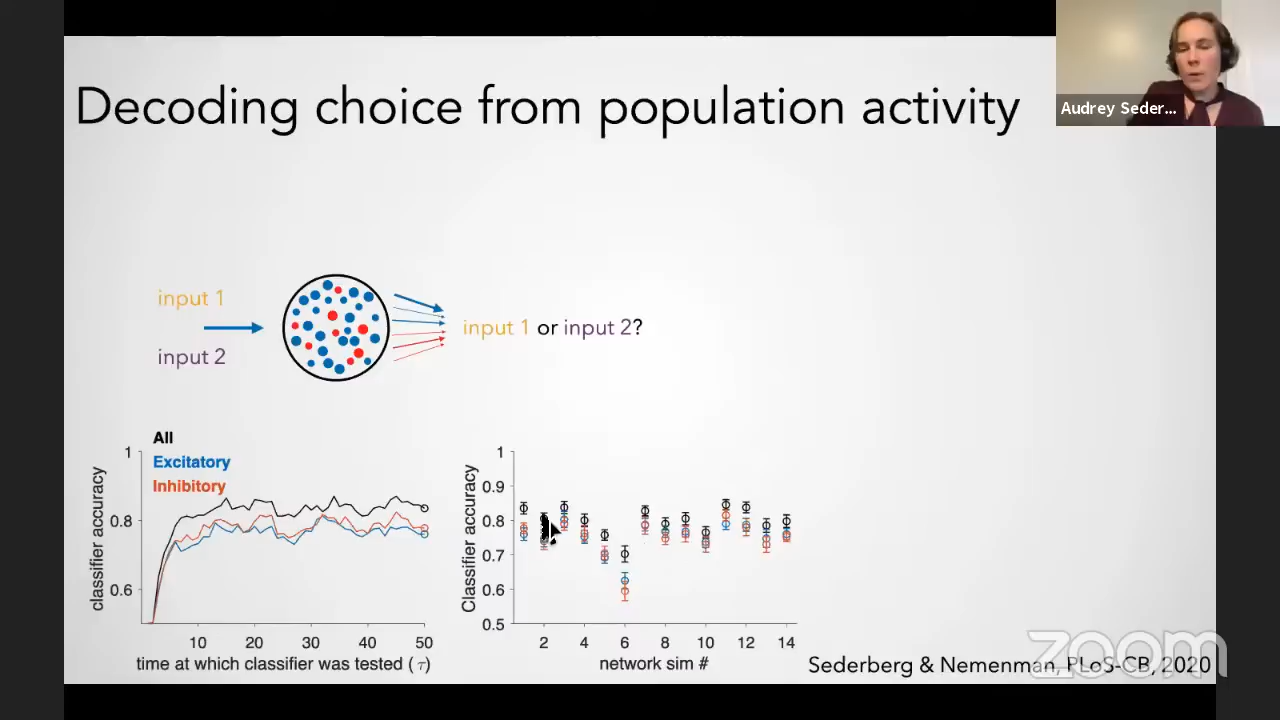 Decoding choice from population activity
Audrey Seder...
input 1
input 2
input 1 or input 2?
All
Excitatory
Inhibitory
classifier accuracy
1
0.8
0.6
10 20 30 40 50
time at which classifier was tested (τ)
Classifier accuracy
1
0.9
0.8
0.7
0.6
0.5
2 4 6 8 10 12 14
network sim #
Sederberg & Nemenman, PLoS-CB, 2020
zoom